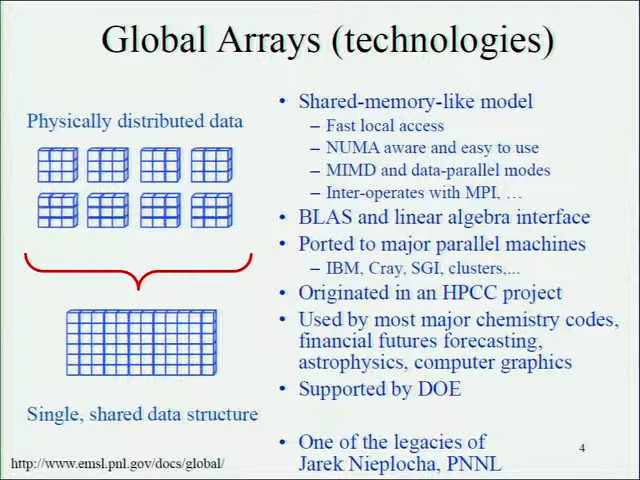 Global Arrays (technologies)
Physically distributed data
Single, shared data structure
http://www.emsl.pnl.gov/docs/global/
• Shared-memory-like model
– Fast local access
– NUMA aware and easy to use
– MIMD and data-parallel modes
– Inter-operates with MPI, …
• BLAS and linear algebra interface
• Ported to major parallel machines
– IBM, Cray, SGI, clusters,...
• Originated in an HPCC project
• Used by most major chemistry codes,
financial futures forecasting,
astrophysics, computer graphics
• Supported by DOE
• One of the legacies of
Jarek Nieplocha, PNNL
4